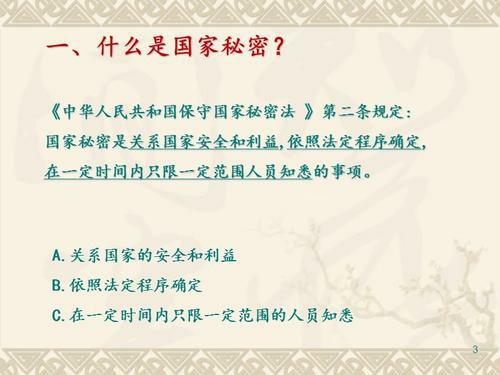 一、什么是国家秘密？
《中华人民共和国保守国家秘密法 》第二条规定：
国家秘密是关系国家安全和利益,依照法定程序确定,
在一定时间内只限一定范围人员知悉的事项。
A.关系国家的安全和利益
B.依照法定程序确定
C.在一定时间内只限一定范围的人员知悉
3